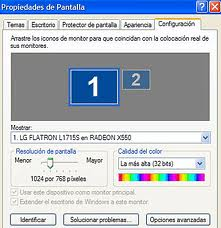 Propiedades de Pantalla
Temas Escritorio Protector de pantalla Apariencia Configuración
Arrastre los iconos de monitor para que coincidan con la colocación real de
sus monitores.
1 2
Mostrar:
1. LG FLATRON L1715S en RADEON X550
Resolución de pantalla Calidad del color
Menor Mayor La más alta (32 bits)
1024 por 768 píxeles
Usar este dispositivo como monitor principal.
Extender el escritorio de Windows a este monitor.
Identificar Solucionar problemas... Opciones avanzadas